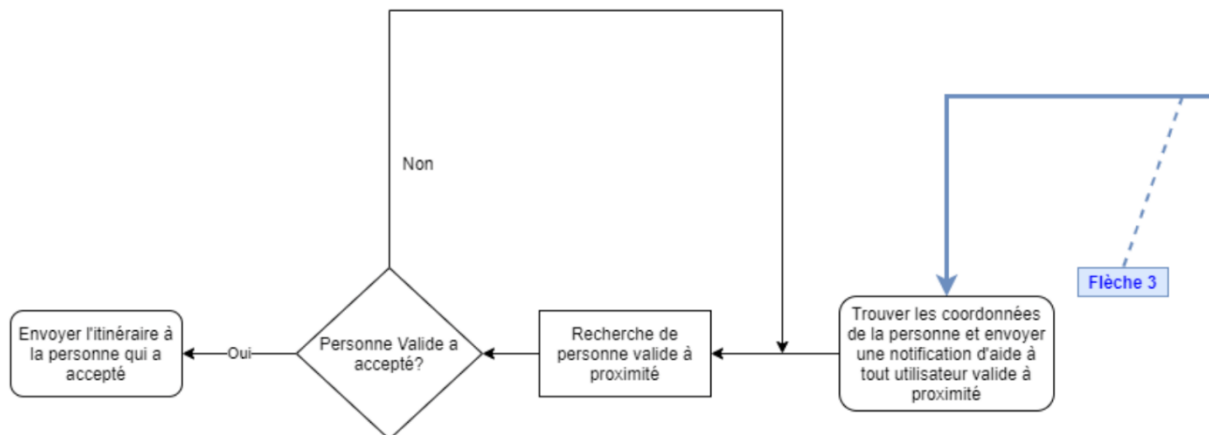 Non
Flèche 3
Envoyer l'itinéraire à
la personne qui a
accepté
Oui
Personne Valide a
accepté?
Recherche de
personne valide à
proximité
Trouver les coordonnées
de la personne et envoyer
une notification d'aide à
tout utilisateur valide à
proximité